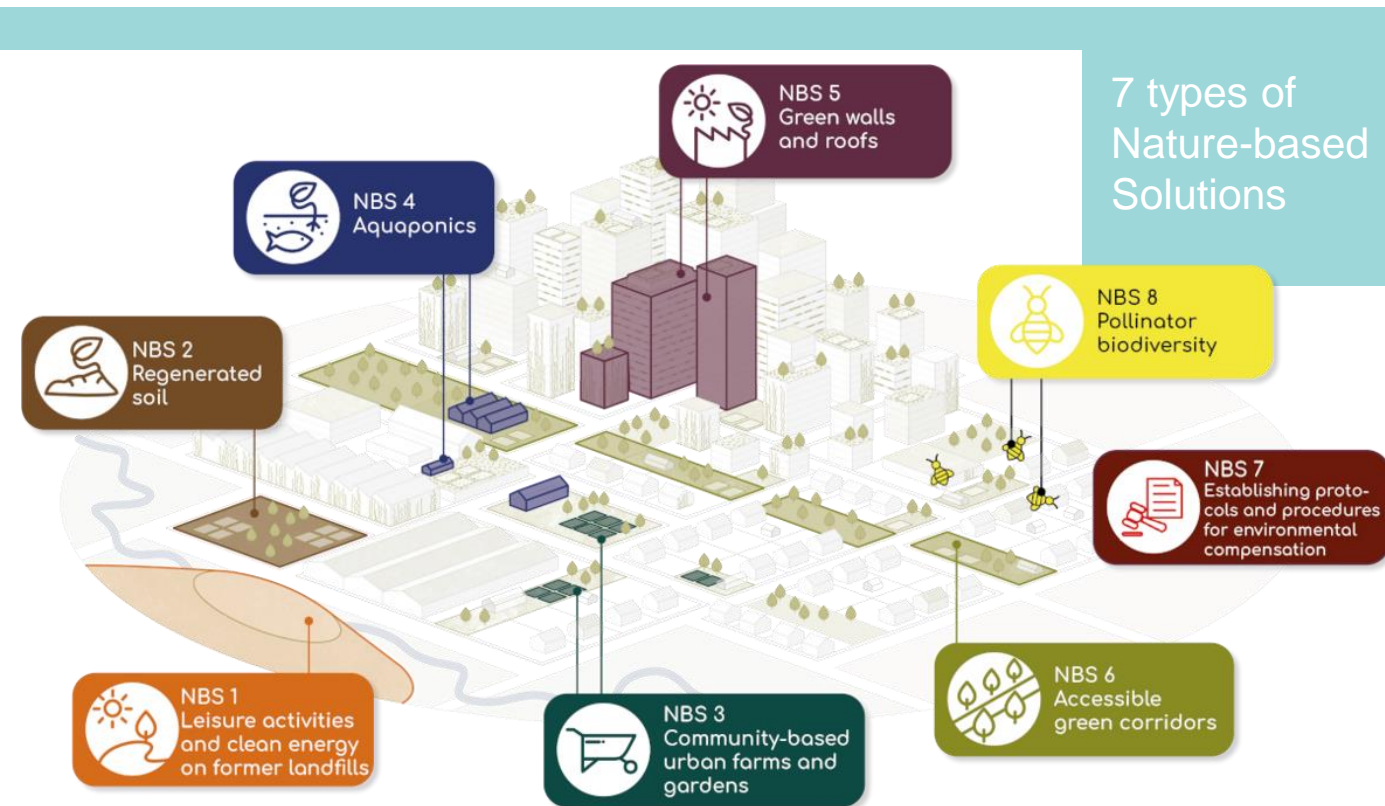 7 types of
Nature-based
Solutions
NBS 5
Green walls
and roofs
NBS 4
Aquaponics
NBS 8
Pollinator
biodiversity
NBS 2
Regenerated
soil
NBS 7
Establishing proto-
cols and procedures
for environmental
compensation
NBS 1
Leisure activities
and clean energy
on former landfills
NBS 3
Community-based
urban farms and
gardens
NBS 6
Accessible
green corridors